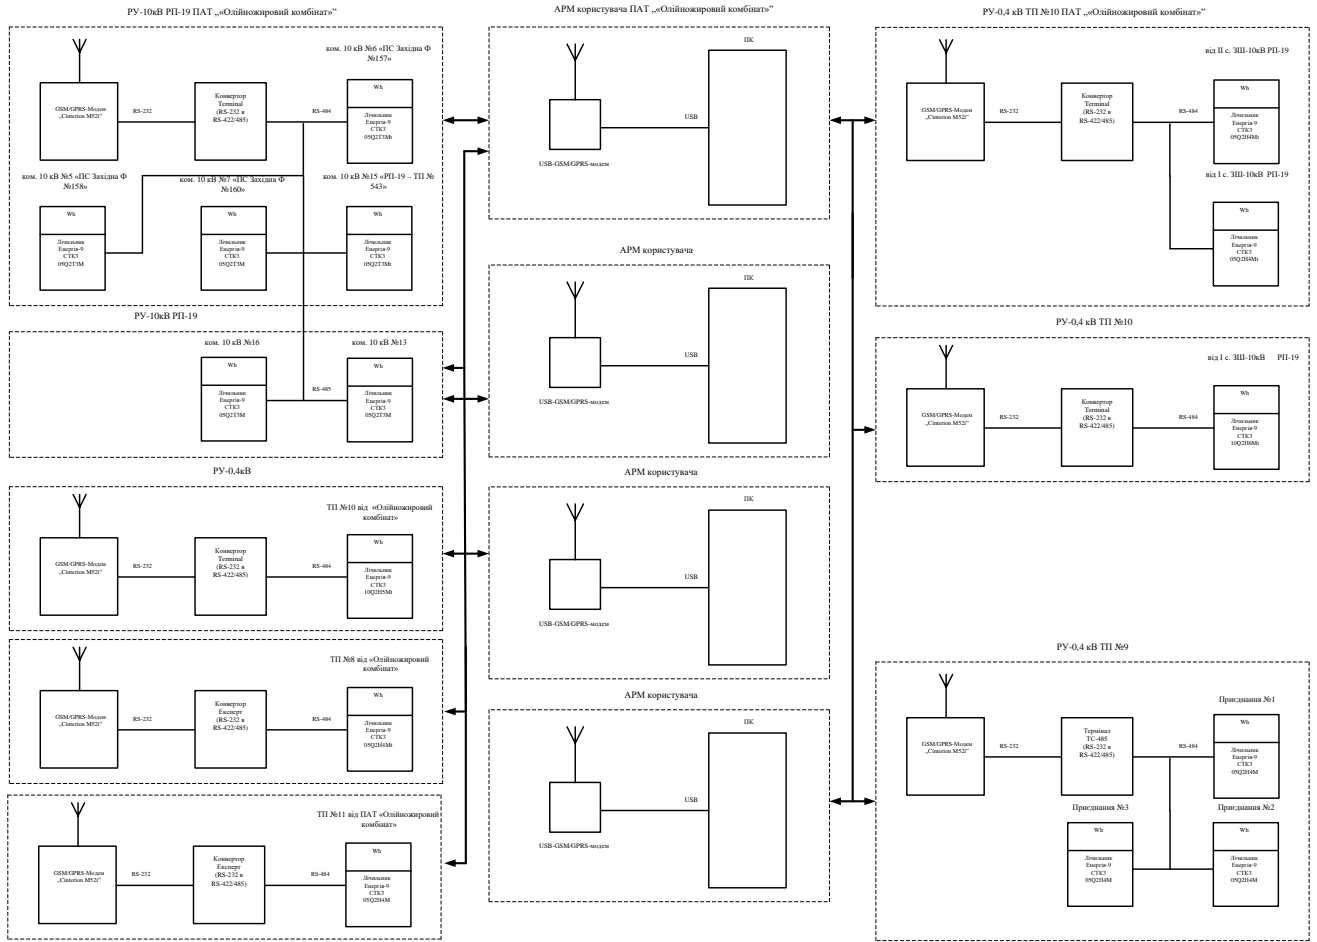 РУ-10кВ РП-19 ПАТ „«Олійножировий комбінат»”
ком. 10 кВ №6 «ПС Західна Ф
№157»
GSM/GPRS-Модем
„Cinterion M52i”
RS-232
Конвертор
Terminal
(RS-232 в
RS-422/485)
RS-484
Wh
Лічильник
Енергія-9
СТК3
05Q2T3Mt
ком. 10 кВ №5 «ПС Західна Ф
№158»
ком. 10 кВ №7 «ПС Західна Ф
№160»
ком. 10 кВ №15 «РП-19 – ТП №
543»
Wh
Лічильник
Енергія-9
СТК3
05Q2T3M
Wh
Лічильник
Енергія-9
СТК3
05Q2T3M
Wh
Лічильник
Енергія-9
СТК3
05Q2T3Mt
РУ-10кВ РП-19
ком. 10 кВ №16
ком. 10 кВ №13
Wh
Лічильник
Енергія-9
СТК3
05Q2T3M
RS-485
Wh
Лічильник
Енергія-9
СТК3
05Q2T3M
РУ-0,4кВ
ТП №10 від «Олійножировий
комбінат»
GSM/GPRS-Модем
„Cinterion M52i”
RS-232
Конвертор
Terminal
(RS-232 в
RS-422/485)
RS-484
Wh
Лічильник
Енергія-9
СТК3
10Q2H5Mt
ТП №8 від «Олійножировий
комбінат»
GSM/GPRS-Модем
„Cinterion M52i”
RS-232
Конвертор
Експерт
(RS-232 в
RS-422/485)
RS-484
Wh
Лічильник
Енергія-9
СТК3
05Q2H4Mt
ТП №11 від ПАТ «Олійножировий
комбінат»
GSM/GPRS-Модем
„Cinterion M52i”
RS-232
Конвертор
Експерт
(RS-232 в
RS-422/485)
RS-484
Wh
Лічильник
Енергія-9
СТК3
05Q2H4M
АРМ користувача ПАТ „«Олійножировий комбінат»”
ПК
USB
USB-GSM/GPRS-модем
АРМ користувача
ПК
USB
USB-GSM/GPRS-модем
АРМ користувача
ПК
USB
USB-GSM/GPRS-модем
АРМ користувача
ПК
USB
USB-GSM/GPRS-модем
РУ-0,4 кВ ТП №10 ПАТ „«Олійножировий комбінат»”
від ІІ с. ЗШ-10кВ РП-19
GSM/GPRS-Модем
„Cinterion M52i”
RS-232
Конвертор
Terminal
(RS-232 в
RS-422/485)
RS-484
Wh
Лічильник
Енергія-9
СТК3
05Q2H4Mt
від І с. ЗШ-10кВ РП-19
Wh
Лічильник
Енергія-9
СТК3
05Q2H4Mt
РУ-0,4 кВ ТП №10
від І с. ЗШ-10кВ РП-19
GSM/GPRS-Модем
„Cinterion M52i”
RS-232
Конвертор
Terminal
(RS-232 в
RS-422/485)
RS-484
Wh
Лічильник
Енергія-9
СТК3
10Q2H6Mt
РУ-0,4 кВ ТП №9
Приєднання №1
GSM/GPRS-Модем
„Cinterion M52i”
RS-232
Термінал
TC-485
(RS-232 в
RS-422/485)
RS-484
Wh
Лічильник
Енергія-9
СТК3
05Q2H4M
Приєднання №3
Приєднання №2
Wh
Лічильник
Енергія-9
СТК3
05Q2H4M
Wh
Лічильник
Енергія-9
СТК3
05Q2H4M